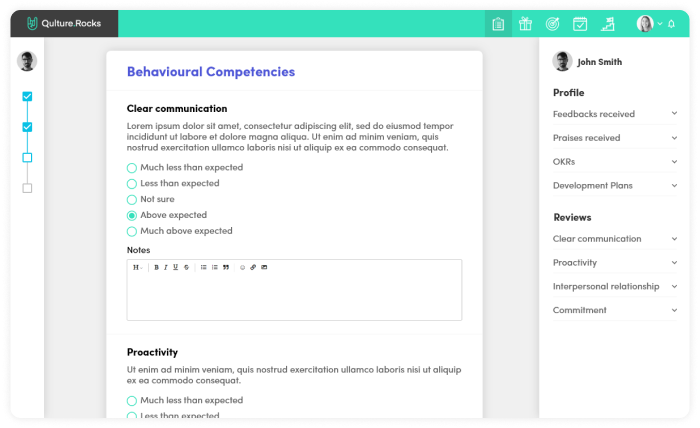 Qulture.Rocks
Behavioural Competencies
Clear communication
Lorem ipsum dolor sit amet, consectetur adipiscing elit, sed do eiusmod tempor
incididunt ut labore et dolore magna aliqua. Ut enim ad minim veniam, quis
nostrud exercitation ullamco laboris nisi ut aliquip ex ea commodo consequat.
Much less than expected
Less than expected
Not sure
Above expected
Much above expected
Notes
H B I U S
Proactivity
Ut enim ad minim veniam, quis nostrud exercitation ullamco laboris nisi ut aliquip
ex ea commodo consequat.
Much less than expected
Less than expected
John Smith
Profile
Feedbacks received
Praises received
OKRs
Development Plans
Reviews
Clear communication
Proactivity
Interpersonal relationship
Commitment